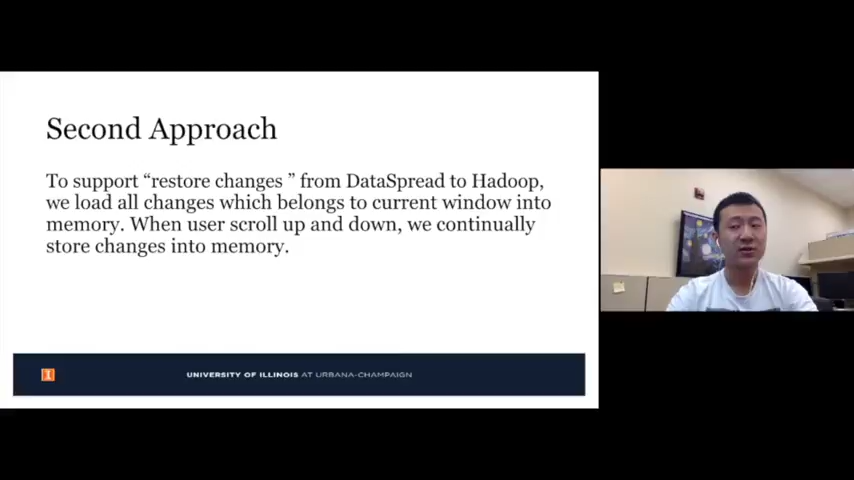 Second Approach
To support “restore changes ” from DataSpread to Hadoop,
we load all changes which belongs to current window into
memory. When user scroll up and down, we continually
store changes into memory.
I
UNIVERSITY OF ILLINOIS AT URBANA-CHAMPAIGN